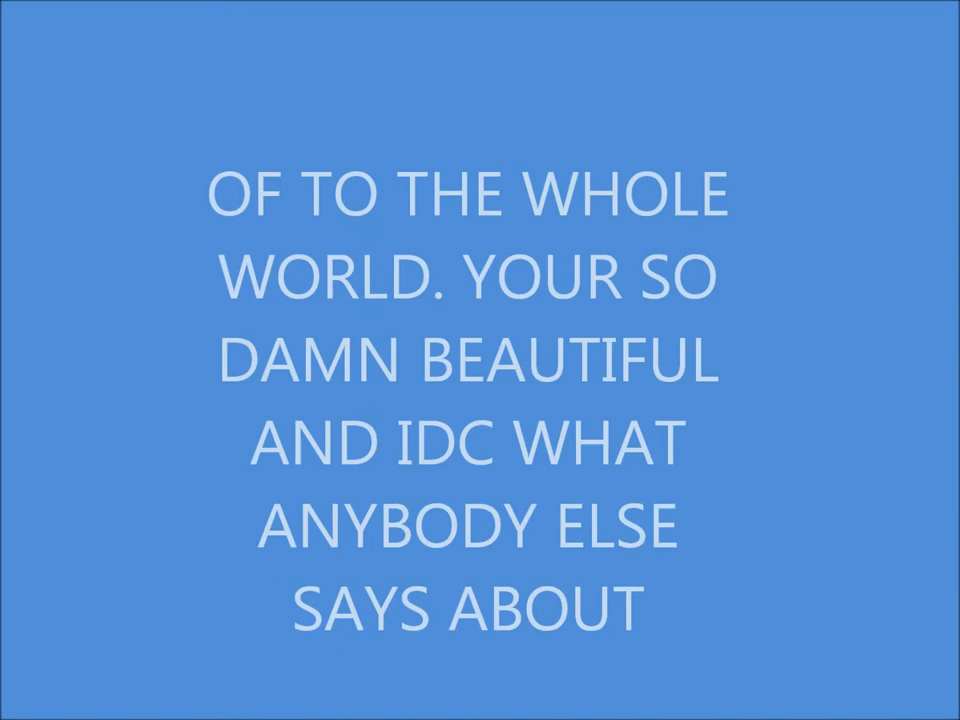 OF TO THE WHOLE
WORLD. YOUR SO
DAMN BEAUTIFUL
AND IDC WHAT
ANYBODY ELSE
SAYS ABOUT